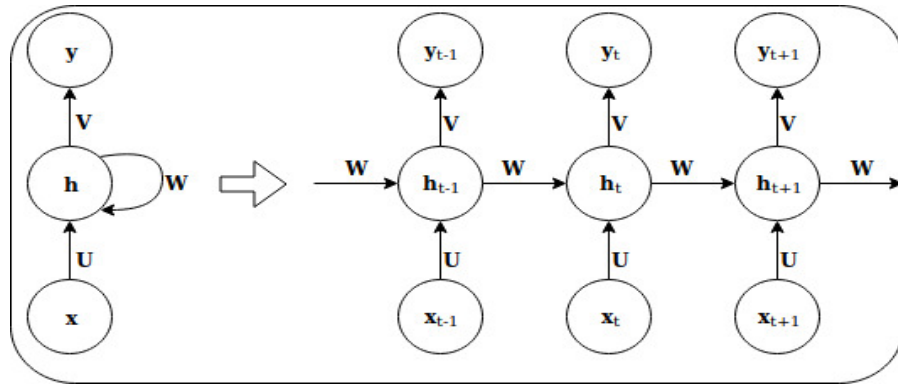 y y_{t-1} y_t y_{t+1}
V V V V
W W W W W
h h_{t-1} h_t h_{t+1}
U U U U
x x_{t-1} x_t x_{t+1}